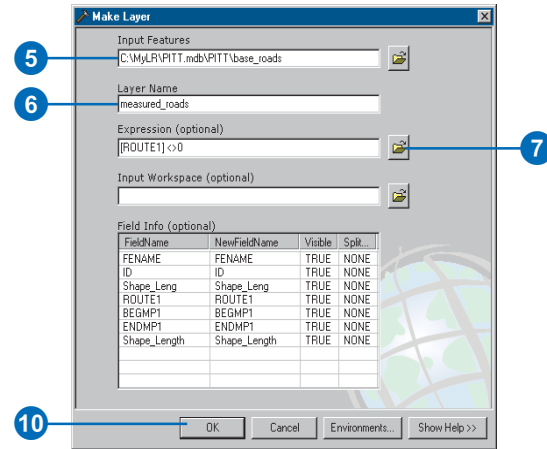 Make Layer
Input Features
5
C:\MyLR\PITT.mdb\PITT\base_roads
Layer Name
6
measured_roads
Expression (optional)
[ROUTE1] <>0
7
Input Workspace (optional)
Field Info (optional)
FieldName NewFieldName Visible Split...
FENAME FENAME TRUE NONE
ID ID TRUE NONE
Shape_Leng Shape_Leng TRUE NONE
ROUTE1 ROUTE1 TRUE NONE
BEGMP1 BEGMP1 TRUE NONE
ENDMP1 ENDMP1 TRUE NONE
Shape_Length Shape_Length TRUE NONE
10
OK Cancel Environments... Show Help >>